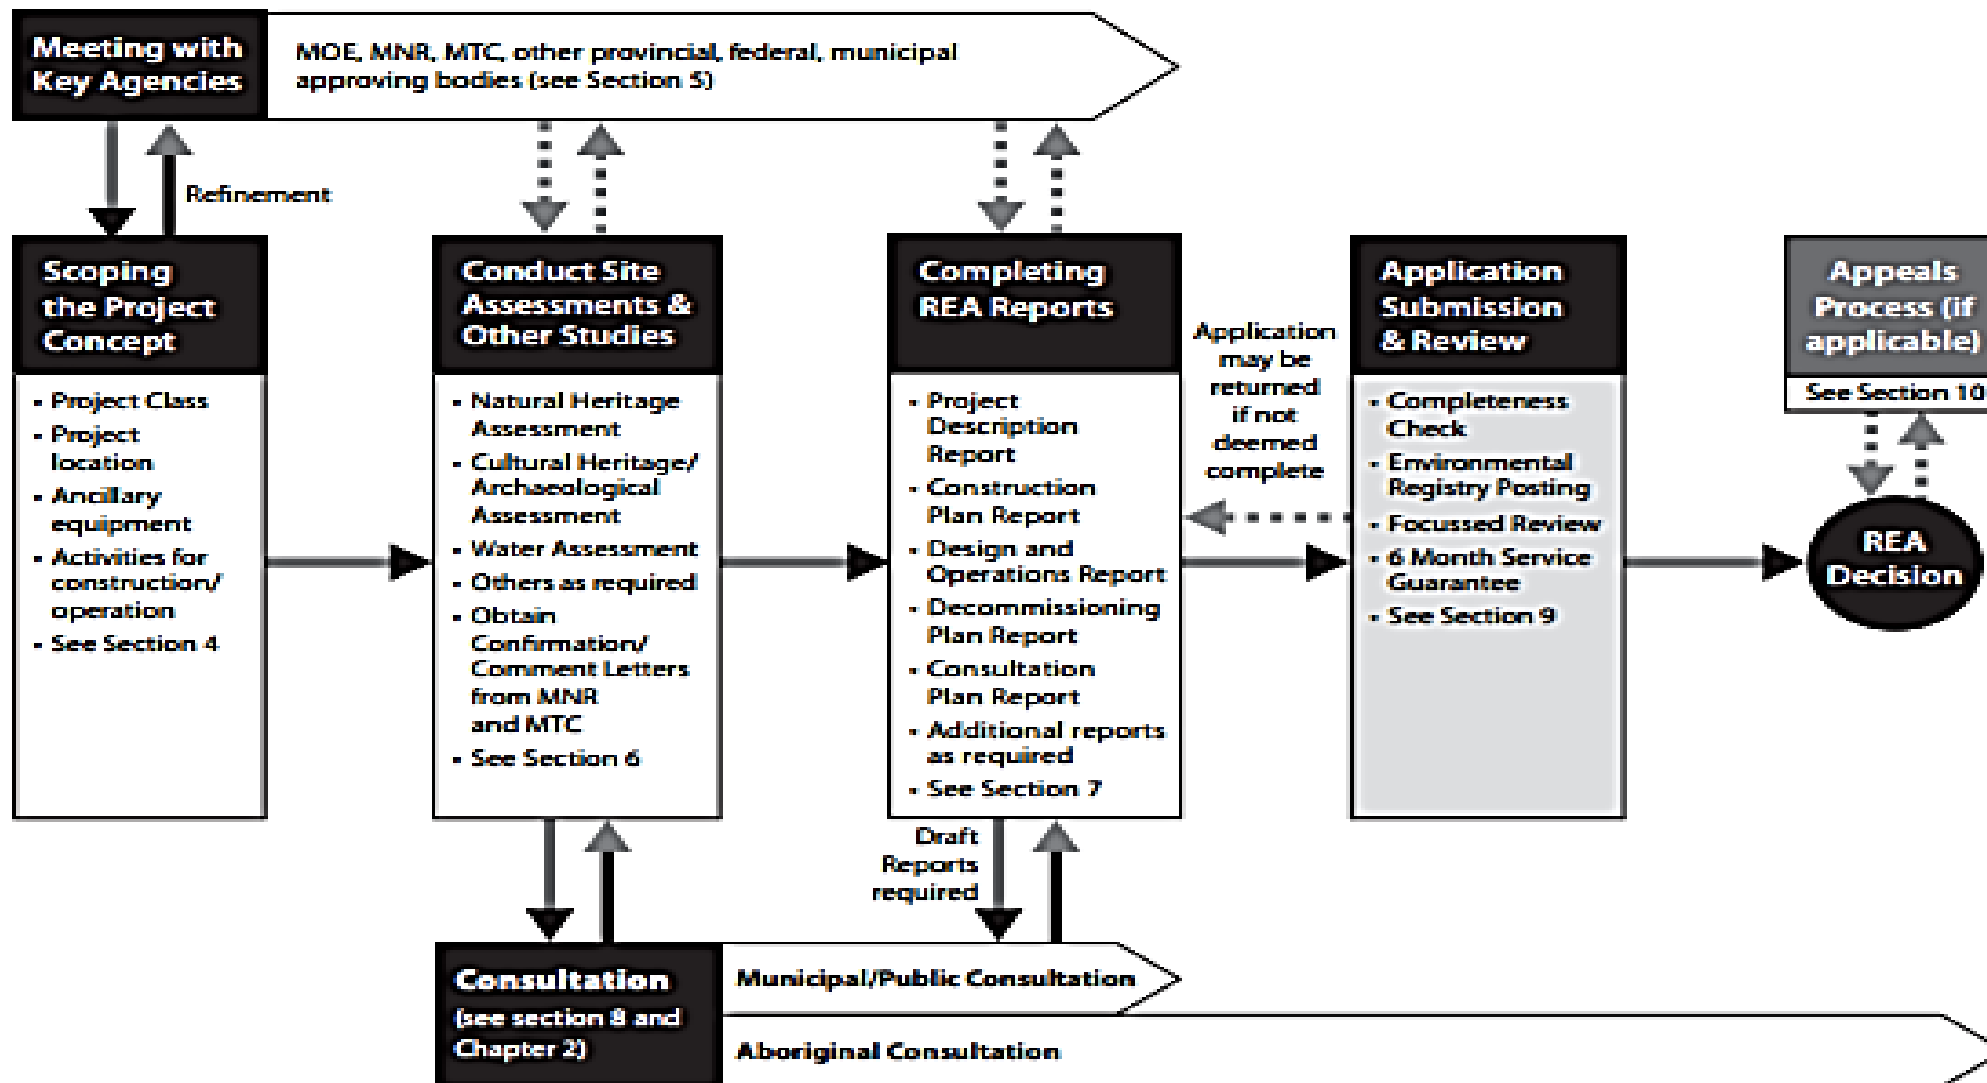 Meeting with
Key Agencies
MOE, MNR, MTC, other provincial, federal, municipal
approving bodies (see Section 5)
Refinement
Scoping
the Project
Concept
• Project Class
• Project
location
• Ancillary
equipment
• Activities for
construction/
operation
• See Section 4
Conduct Site
Assessments &
Other Studies
• Natural Heritage
Assessment
• Cultural Heritage/
Archaeological
Assessment
• Water Assessment
• Others as required
• Obtain
Confirmation/
Comment Letters
from MNR
and MTC
• See Section 6
Completing
REA Reports
• Project
Description
Report
• Construction
Plan Report
• Design and
Operations Report
• Decommissioning
Plan Report
• Consultation
Plan Report
• Additional reports
as required
• See Section 7
Application
may be
returned
if not
deemed
complete
Application
Submission
& Review
• Completeness
Check
• Environmental
Registry Posting
• Focussed Review
• 6 Month Service
Guarantee
• See Section 9
Appeals
Process (if
applicable)
See Section 10
REA
Decision
Draft
Reports
required
Consultation
(see section 8 and
Chapter 2)
Municipal/Public Consultation
Aboriginal Consultation